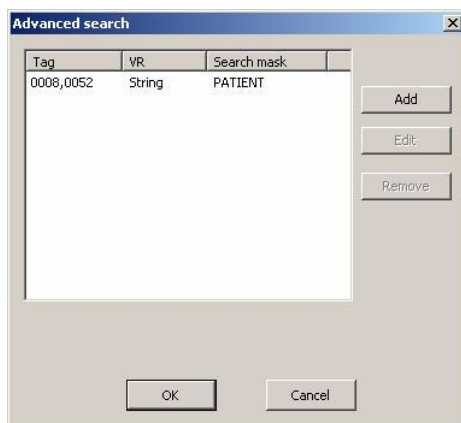 Advanced search
Tag VR Search mask
0008,0052 String PATIENT
Add
Edit
Remove
OK Cancel